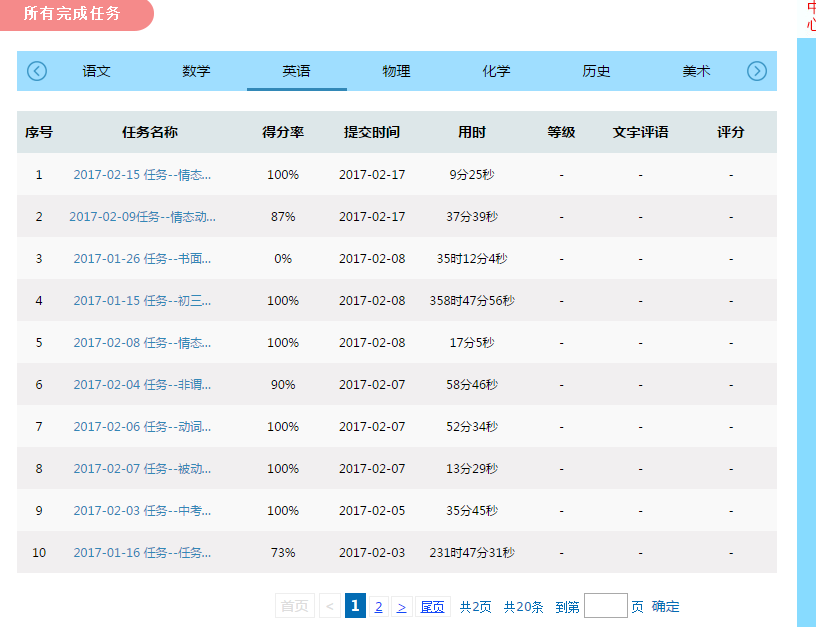 所有完成任务
中
心
语文 数学 英语 物理 化学 历史 美术
序号 任务名称 得分率 提交时间 用时 等级 文字评语 评分
1 2017-02-15 任务--情态... 100% 2017-02-17 9分25秒 - - -
2 2017-02-09任务--情态动... 87% 2017-02-17 37分39秒 - - -
3 2017-01-26 任务--书面... 0% 2017-02-08 35时12分4秒 - - -
4 2017-01-15 任务--初三... 100% 2017-02-08 358时47分56秒 - - -
5 2017-02-08 任务--情态... 100% 2017-02-08 17分5秒 - - -
6 2017-02-04 任务--非谓... 90% 2017-02-07 58分46秒 - - -
7 2017-02-06 任务--动词... 100% 2017-02-07 52分34秒 - - -
8 2017-02-07 任务--被动... 100% 2017-02-07 13分29秒 - - -
9 2017-02-03 任务--中考... 100% 2017-02-05 35分45秒 - - -
10 2017-01-16 任务--任务... 73% 2017-02-03 231时47分31秒 - - -
首页 < 1 2 > 尾页 共2页 共20条 到第 页 确定